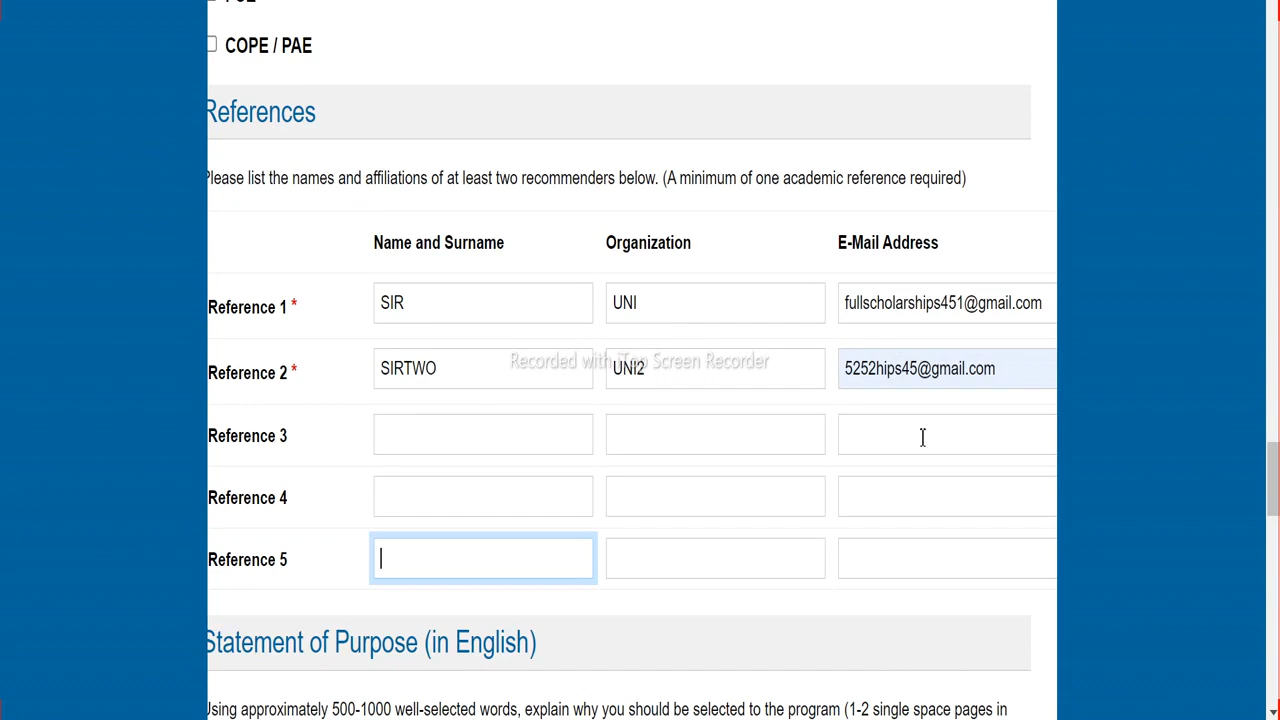 COPE / PAE
References
Please list the names and affiliations of at least two recommenders below. (A minimum of one academic reference required)
Name and Surname Organization E-Mail Address
Reference 1 * SIR UNI fullscholarships451@gmail.com
Recorded with iTop Screen Recorder
Reference 2 * SIRTWO UNI2 5252hips45@gmail.com
Reference 3
Reference 4
Reference 5
Statement of Purpose (in English)
Using approximately 500-1000 well-selected words, explain why you should be selected to the program (1-2 single space pages in